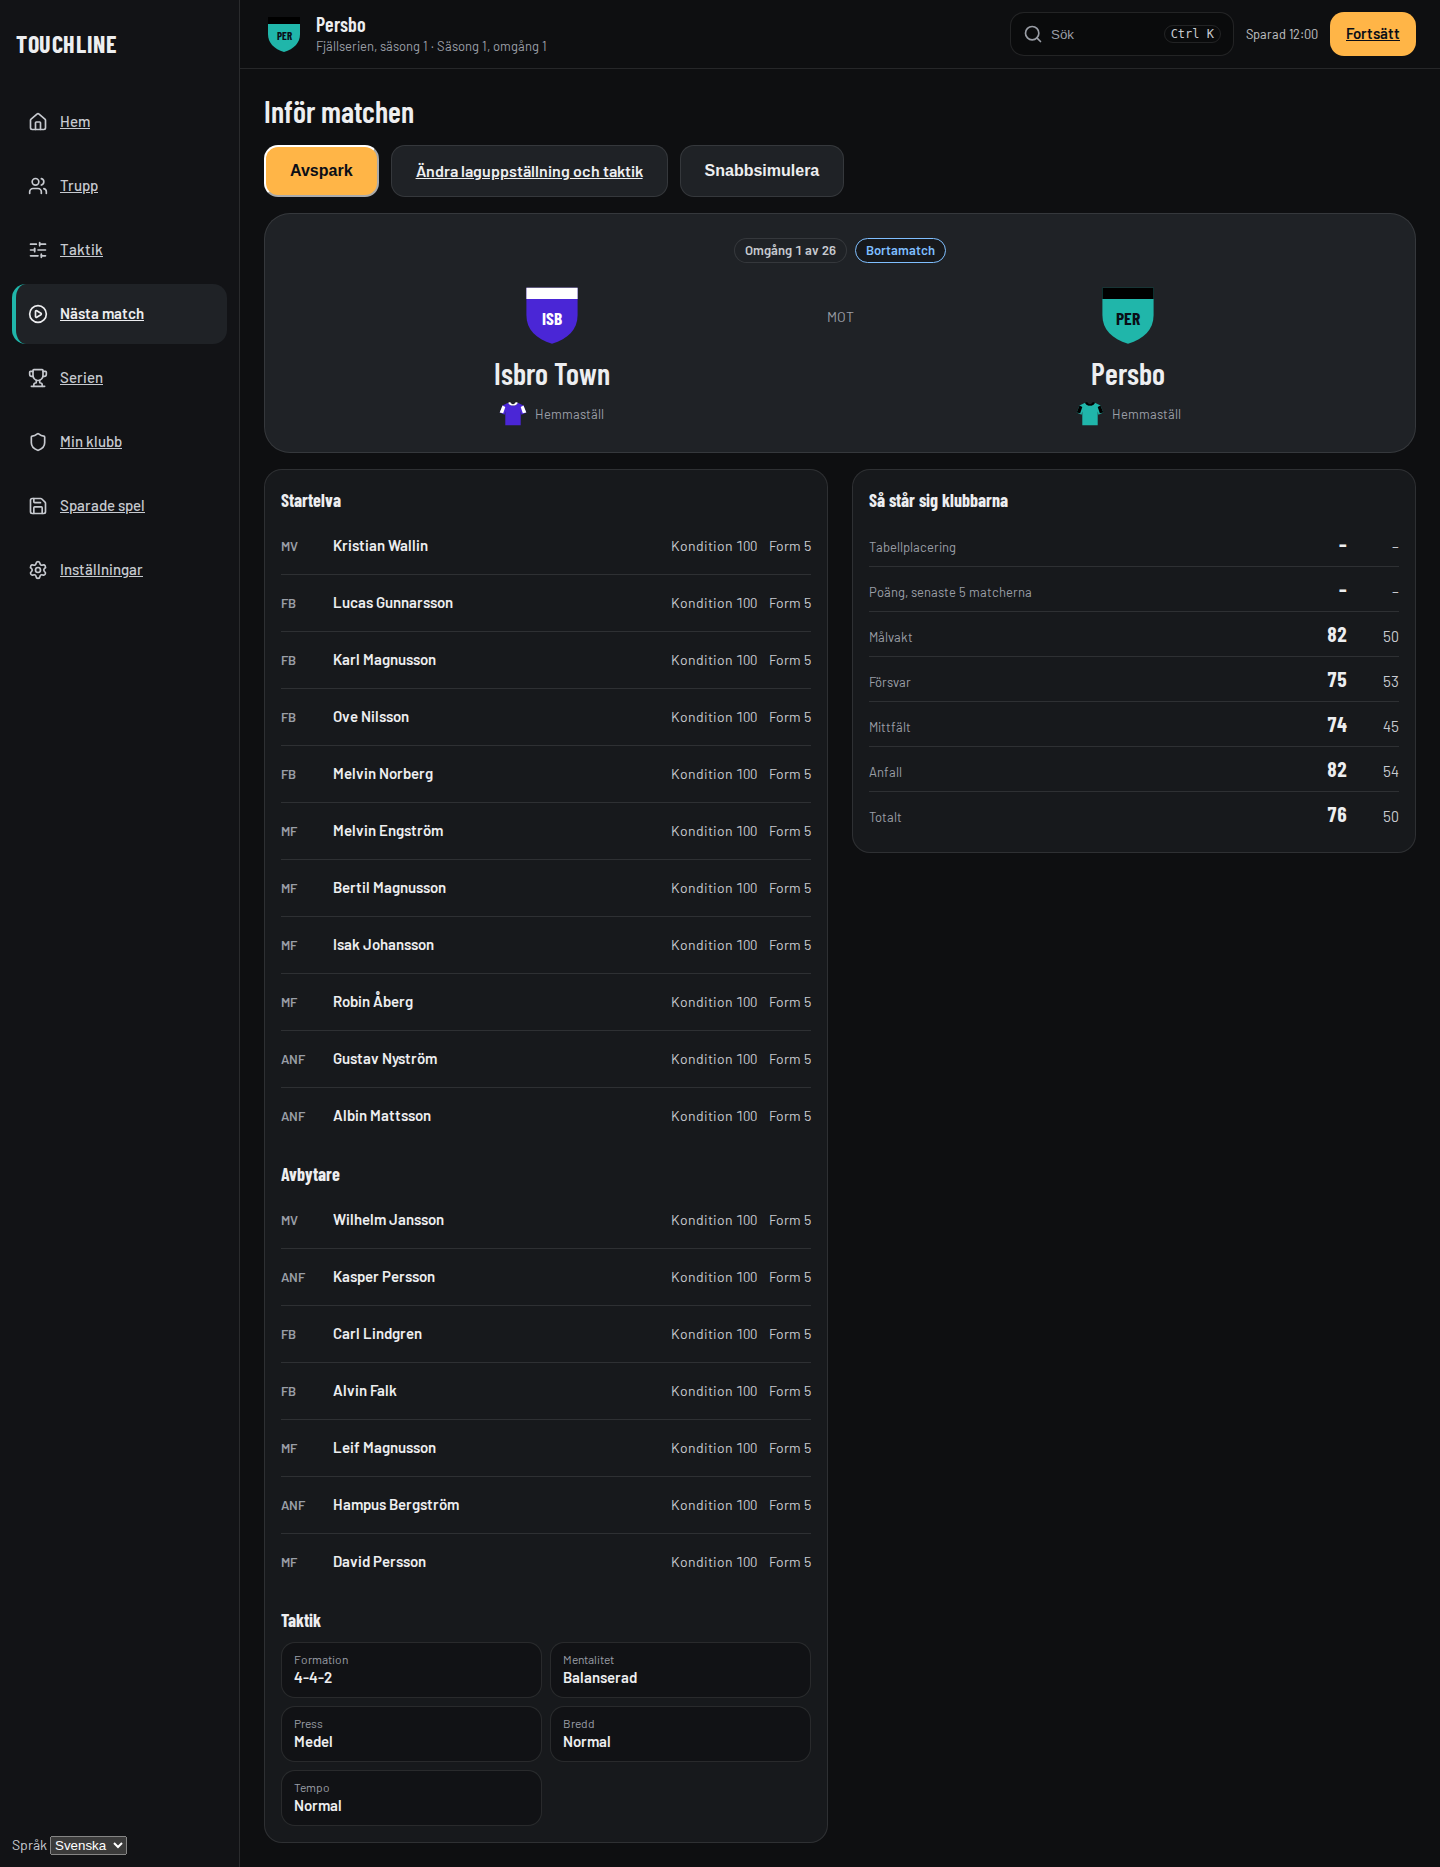 TOUCHLINE
Hem
Trupp
Taktik
Nästa match
Serien
Min klubb
Sparade spel
Inställningar
Språk Svenska
PER
Persbo
Fjällserien, säsong 1 · Säsong 1, omgång 1
Sök Ctrl K
Sparad 12:00
Fortsätt
Inför matchen
Avspark
Ändra laguppställning och taktik
Snabbsimulera
Omgång 1 av 26 Bortamatch
ISB MOT PER
Isbro Town Persbo
Hemmaställ Hemmaställ
Startelva
MV Kristian Wallin Kondition 100 Form 5
FB Lucas Gunnarsson Kondition 100 Form 5
FB Karl Magnusson Kondition 100 Form 5
FB Ove Nilsson Kondition 100 Form 5
FB Melvin Norberg Kondition 100 Form 5
MF Melvin Engström Kondition 100 Form 5
MF Bertil Magnusson Kondition 100 Form 5
MF Isak Johansson Kondition 100 Form 5
MF Robin Åberg Kondition 100 Form 5
ANF Gustav Nyström Kondition 100 Form 5
ANF Albin Mattsson Kondition 100 Form 5
Avbytare
MV Wilhelm Jansson Kondition 100 Form 5
ANF Kasper Persson Kondition 100 Form 5
FB Carl Lindgren Kondition 100 Form 5
FB Alvin Falk Kondition 100 Form 5
MF Leif Magnusson Kondition 100 Form 5
ANF Hampus Bergström Kondition 100 Form 5
MF David Persson Kondition 100 Form 5
Taktik
Formation
4-4-2
Mentalitet
Balanserad
Press
Medel
Bredd
Normal
Tempo
Normal
Så står sig klubbarna
Tabellplacering – –
Poäng, senaste 5 matcherna – –
Målvakt 82 50
Försvar 75 53
Mittfält 74 45
Anfall 82 54
Totalt 76 50